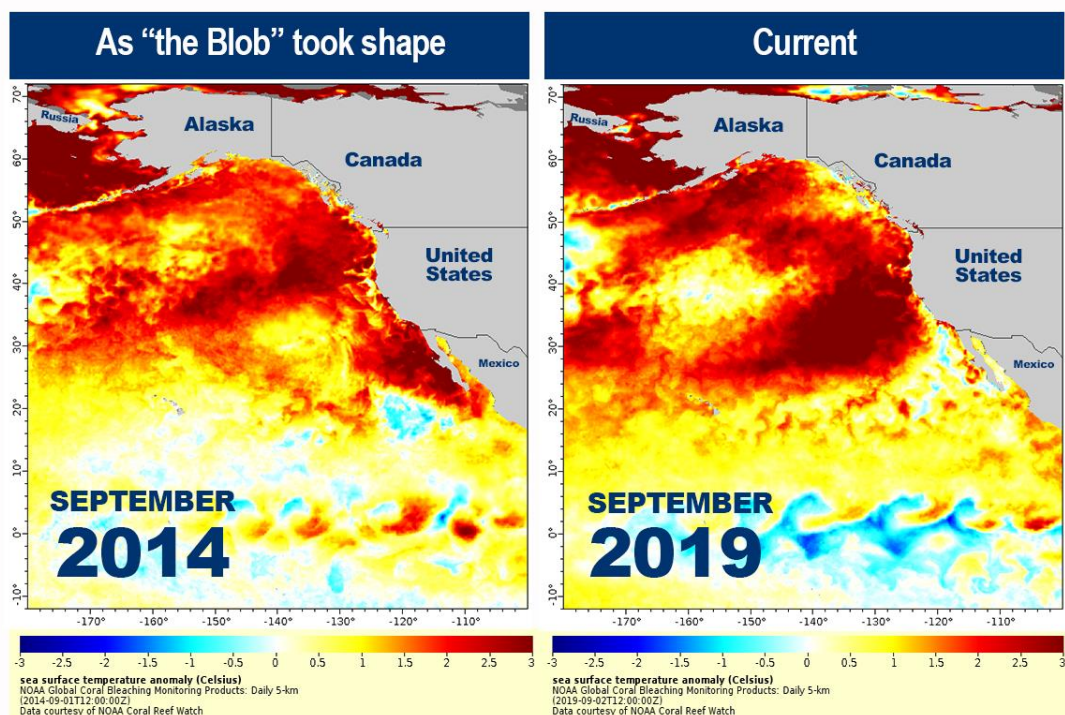 As “the Blob” took shape
70°
60°
50°
40°
30°
20°
10°
0°
-10°
Russia
Alaska
Canada
United
States
Mexico
SEPTEMBER
2014
-170°
-160°
-150°
-140°
-130°
-120°
-110°
-3 -2.5 -2 -1.5 -1 -0.5 0 0.5 1 1.5 2 2.5 3
sea surface temperature anomaly (Celsius)
NOAA Global Coral Bleaching Monitoring Products: Daily 5-km
(2014-09-01T12:00:00Z)
Data courtesy of NOAA Coral Reef Watch
Current
70°
60°
50°
40°
30°
20°
10°
0°
-10°
Russia
Alaska
Canada
United
States
Mexico
SEPTEMBER
2019
-170°
-160°
-150°
-140°
-130°
-120°
-110°
-3 -2.5 -2 -1.5 -1 -0.5 0 0.5 1 1.5 2 2.5 3
sea surface temperature anomaly (Celsius)
NOAA Global Coral Bleaching Monitoring Products: Daily 5-km
(2019-09-02T12:00:00Z)
Data courtesy of NOAA Coral Reef Watch